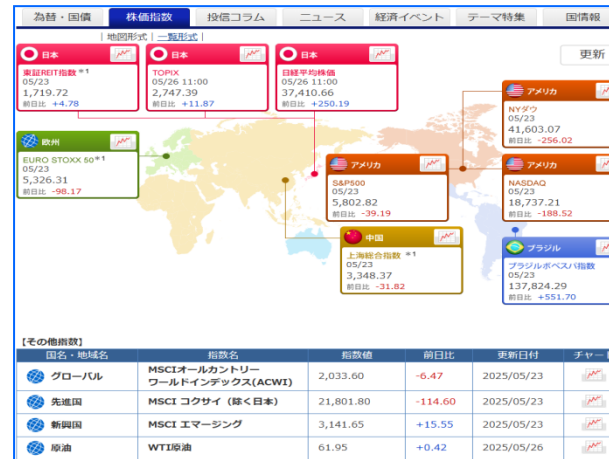 為替・国債 株価指数 投信コラム ニュース 経済イベント テーマ特集 国情報
| 地図形式 | 一覧形式 |
更新
日本
東証REIT指数 *1
05/23
1,719.72
前日比 +4.78
日本
TOPIX
05/26 11:00
2,747.39
前日比 +11.87
日本
日経平均株価
05/26 11:00
37,410.66
前日比 +250.19
アメリカ
NYダウ
05/23
41,603.07
前日比 -256.02
欧州
EURO STOXX 50*1
05/23
5,326.31
前日比 -98.17
アメリカ
S&P500
05/23
5,802.82
前日比 -39.19
アメリカ
NASDAQ
05/23
18,737.21
前日比 -188.52
中国
上海総合指数 *1
05/23
3,348.37
前日比 -31.82
ブラジル
ブラジルボベスパ指数
05/23
137,824.29
前日比 +551.70
【その他指数】
国名・地域名 指数名 指数値 前日比 更新日付 チャート
グローバル MSCIオールカントリー ワールドインデックス(ACWI) 2,033.60 -6.47 2025/05/23
先進国 MSCI コクサイ (除く日本) 21,801.80 -114.60 2025/05/23
新興国 MSCI エマージング 3,141.65 +15.55 2025/05/23
原油 WTI原油 61.95 +0.42 2025/05/26